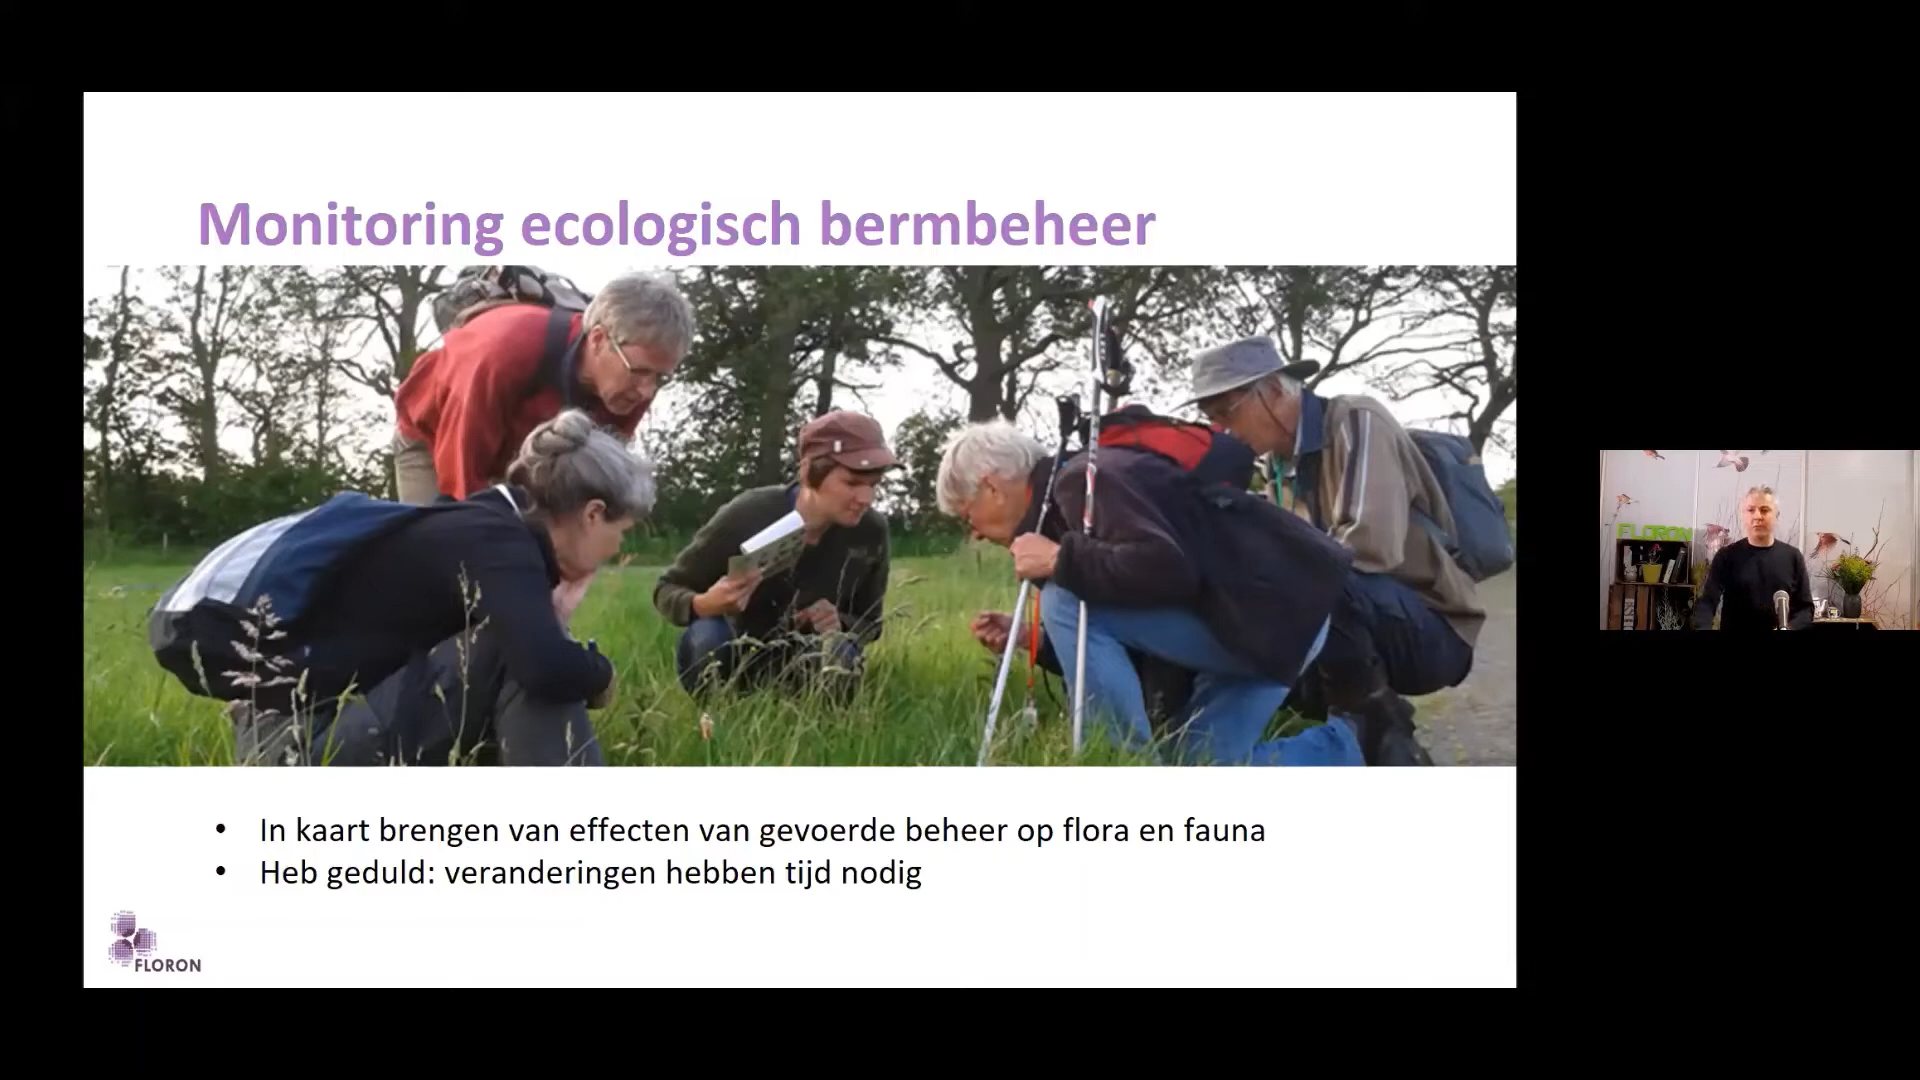 Monitoring ecologisch bermbeheer
• In kaart brengen van effecten van gevoerde beheer op flora en fauna
• Heb geduld: veranderingen hebben tijd nodig
FLORON
FLORON